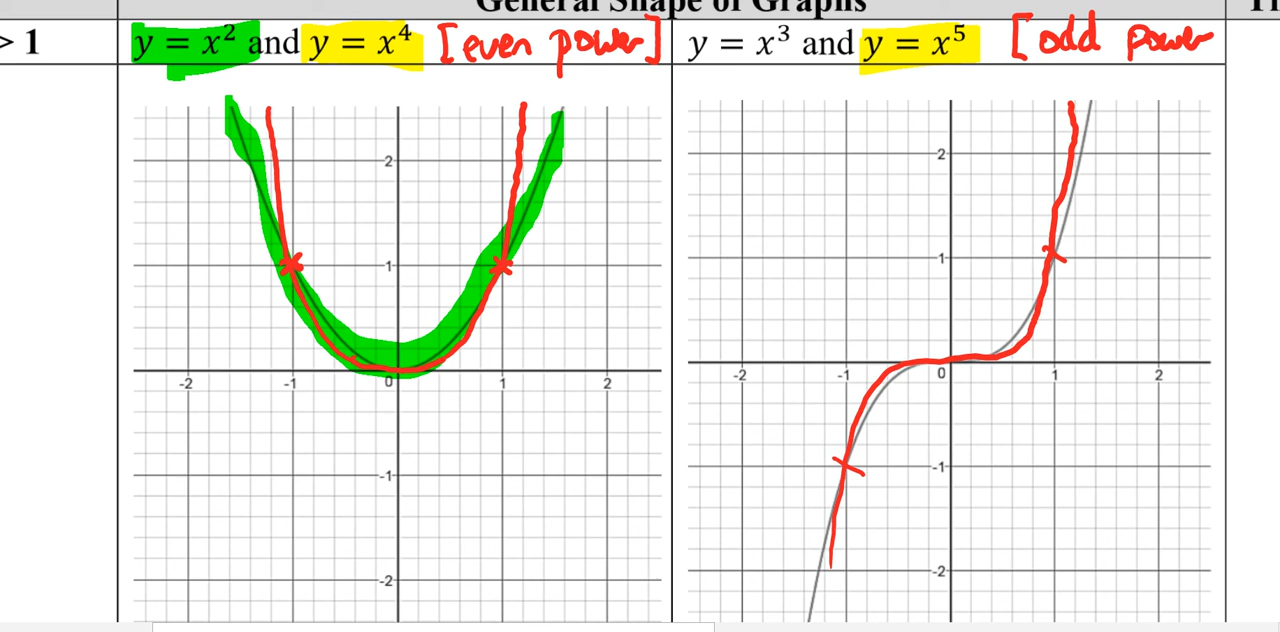 General Shape of Graphs
> 1
y = x² and y = x⁴ [even power]
y = x³ and y = x⁵ [odd power
2
1
-2 -1 0 1 2
-1
-2
2
1
-2 -1 0 1 2
-1
-2